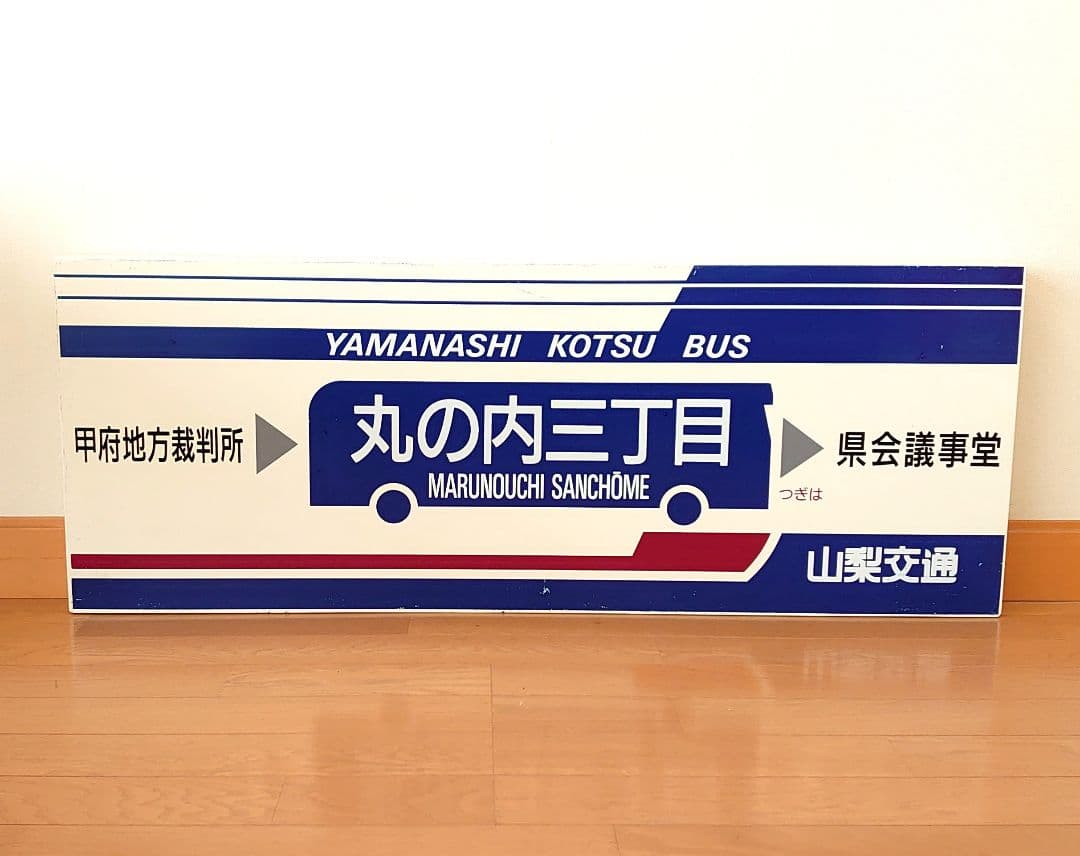 YAMANASHI KOTSU BUS
甲府地方裁判所
丸の内三丁目
MARUNOUCHI SANCHŌME
県会議事堂
つぎは
山梨交通